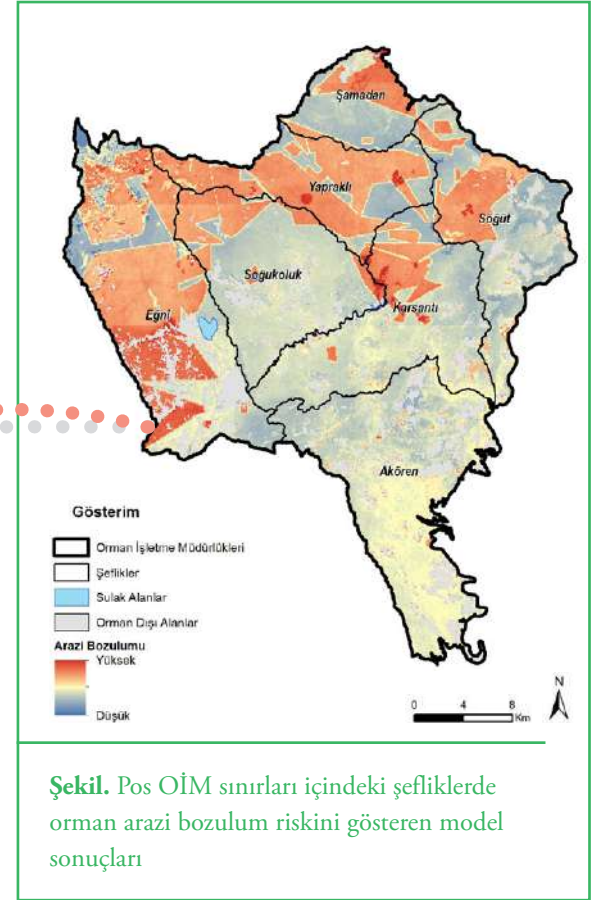 Şamadan
Yapraklı
Söğüt
Soğukoluk
Karsantı
Eğni
Akören
Gösterim
Orman İşletme Müdürlükleri
Şeflikler
Sulak Alanlar
Orman Dışı Alanlar
Arazi Bozulumu
Yüksek
Düşük
N
0 4 8
Km
Şekil. Pos OİM sınırları içindeki şefliklerde
orman arazi bozulum riskini gösteren model
sonuçları